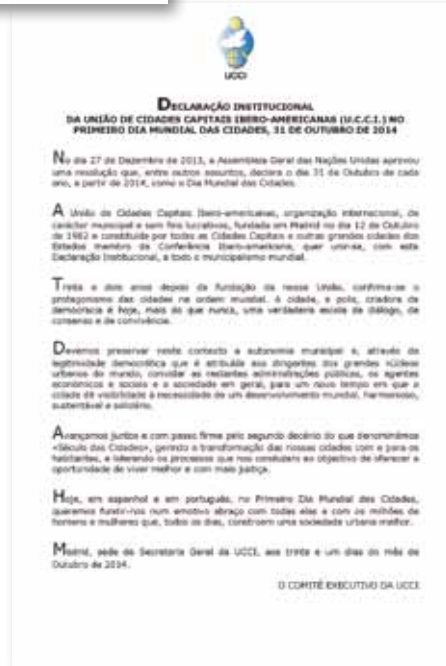 UCCI
DECLARAÇÃO INSTITUCIONAL
DA UNIÃO DE CIDADES CAPITAIS IBERO-AMERICANAS (U.C.C.I.) NO
PRIMEIRO DIA MUNDIAL DAS CIDADES, 31 DE OUTUBRO DE 2014
No dia 27 de Dezembro de 2013, a Assembleia Geral das Nações Unidas aprovou
uma resolução que, entre outros assuntos, declara o dia 31 de Outubro de cada
ano, a partir de 2014, como o Dia Mundial das Cidades.
A União de Cidades Capitais Ibero-americanas, organização internacional, de
carácter municipal e sem fins lucrativos, fundada em Madrid no dia 12 de Outubro
de 1982 e constituída por todas as Cidades Capitais e outras grandes cidades dos
Estados membro da Conferência Ibero-americana, quer unir-se, com esta
Declaração Institucional, a todo o municipalismo mundial.
Trinta e dois anos depois da fundação da nossa União, confirma-se o
protagonismo das cidades na ordem mundial. A cidade, a polis, criadora da
democracia é hoje, mais do que nunca, uma verdadeira escola de diálogo, de
consenso e de convivência.
Devemos preservar neste contexto a autonomia municipal e, através da
legitimidade democrática que é atribuída aos dirigentes dos grandes núcleos
urbanos do mundo, convidar as restantes administrações públicas, os agentes
económicos e sociais e a sociedade em geral, para um novo tempo em que a
cidade dê visibilidade à necessidade de um desenvolvimento mundial, harmonioso,
sustentável e solidário.
Avançamos juntos e com passo firme pelo segundo decénio do que denominámos
«Século das Cidades», gerindo a transformação das nossas cidades com e para os
habitantes, e liderando os processos que nos conduzem ao objectivo de oferecer a
oportunidade de viver melhor e com mais justiça.
Hoje, em espanhol e em português, no Primeiro Dia Mundial das Cidades,
queremos fundir-nos num emotivo abraço com todas elas e com os milhões de
homens e mulheres que, todos os dias, constroem uma sociedade urbana melhor.
Madrid, sede da Secretaria Geral da UCCI, aos trinta e um dias do mês de
Outubro de 2014.
O COMITÉ EXECUTIVO DA UCCI